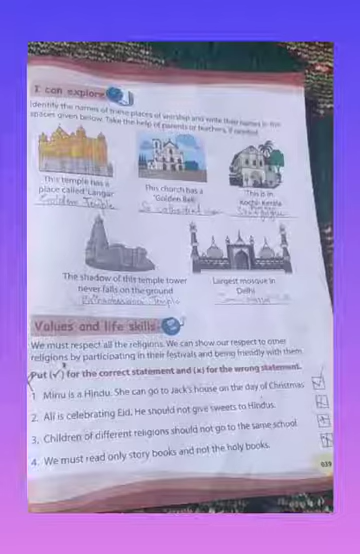 I can explore
Identify the names of these places of worship and write their names in the
spaces given below. Take the help of parents or teachers, if needed.
This temple has a
place called 'Langar'
Golden Temple
This church has a
'Golden Bell'
Se Cathedral
This is in
Kochi- Kerala
The shadow of this temple tower
never falls on the ground
Temple
Largest mosque in
Delhi
Values and life skills
We must respect all the religions. We can show our respect to other
religions by participating in their festivals and being friendly with them.
Put (✓) for the correct statement and (x) for the wrong statement.
1. Minu is a Hindu. She can go to Jack's house on the day of Christmas.
2. Ali is celebrating Eid. He should not give sweets to Hindus.
3. Children of different religions should not go to the same school.
4. We must read only story books and not the holy books.